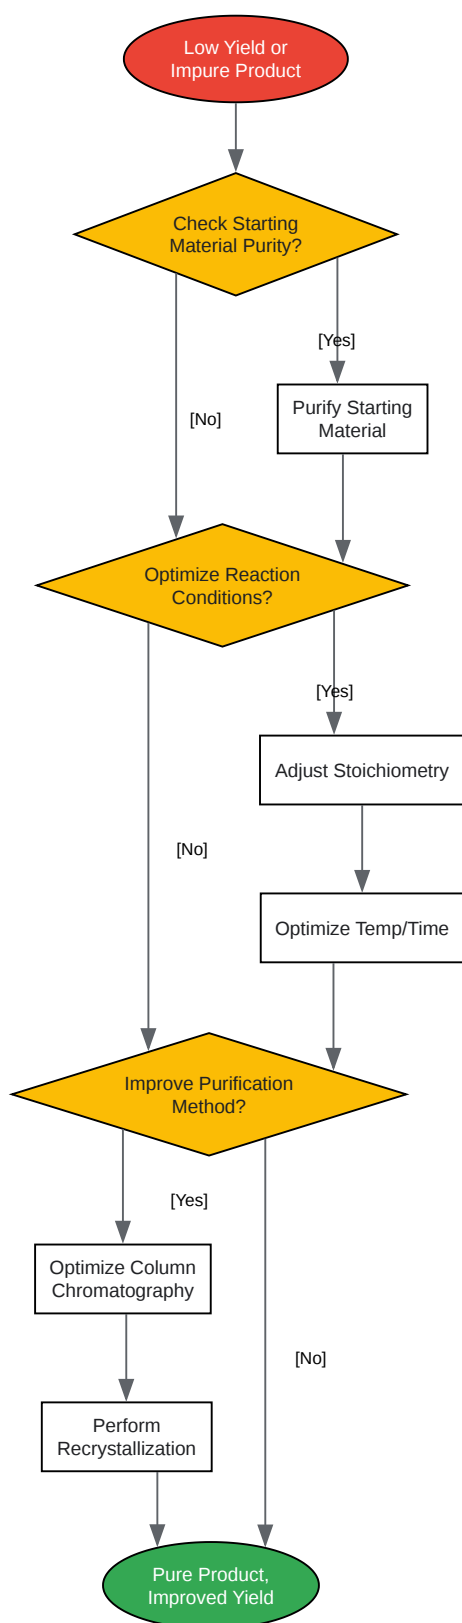 Low Yield or
Impure Product
Check Starting
Material Purity?
[Yes]
Purify Starting
Material
[No]
Optimize Reaction
Conditions?
[Yes]
Adjust Stoichiometry
[No]
Optimize Temp/Time
Improve Purification
Method?
[Yes]
Optimize Column
Chromatography
[No]
Perform
Recrystallization
Pure Product,
Improved Yield